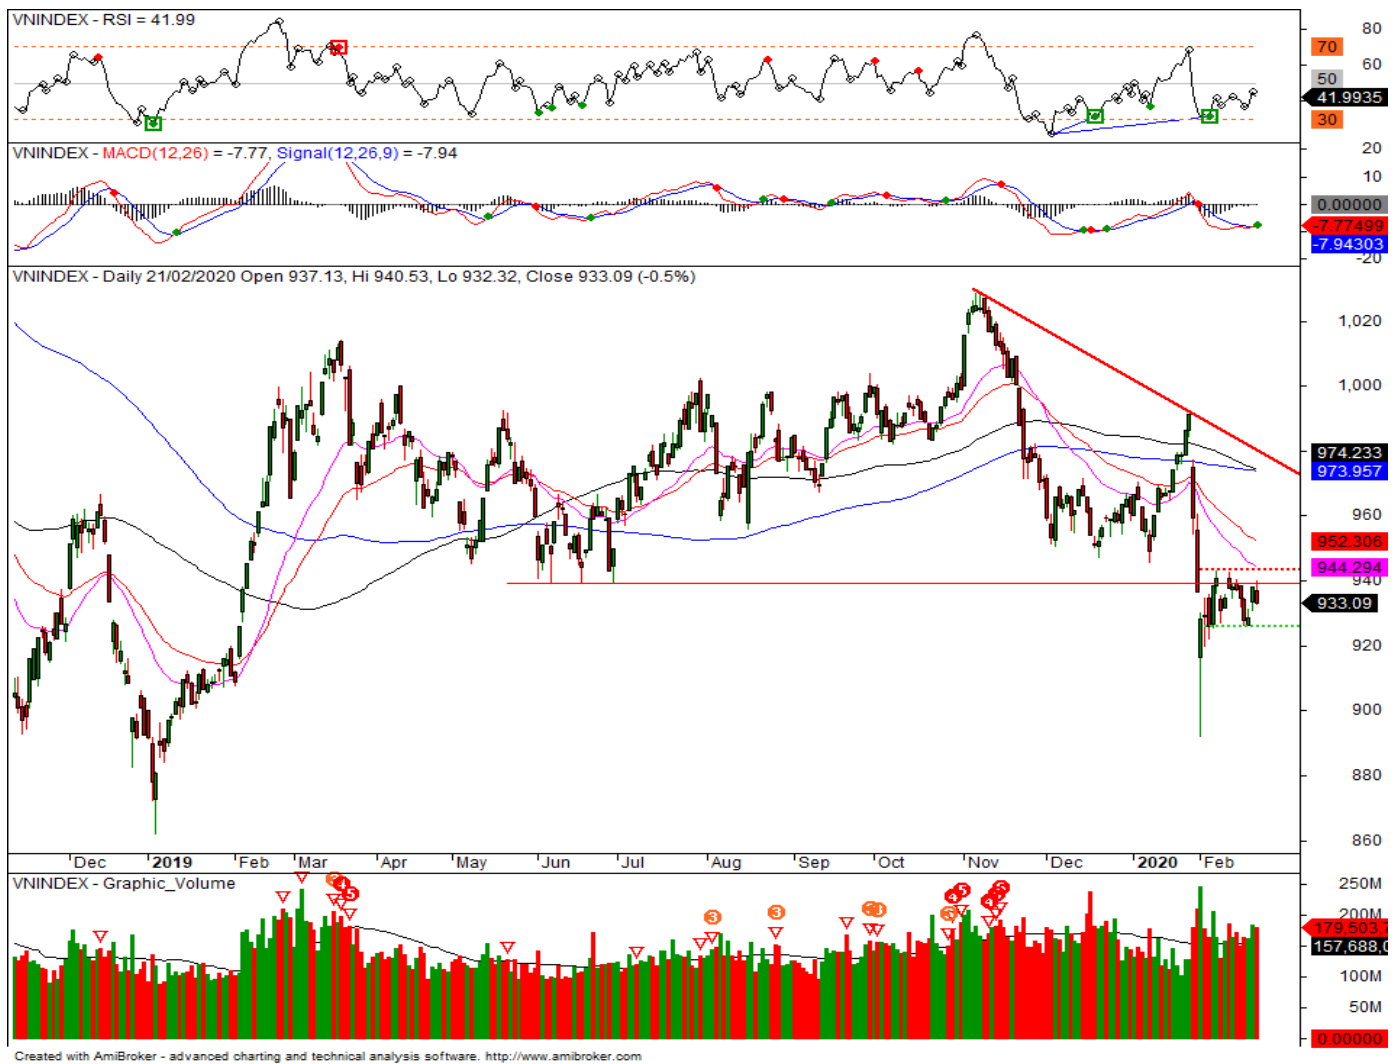 VNINDEX - RSI = 41.99
80
70
60
50
41.9935
30
VNINDEX - MACD(12,26) = -7.77, Signal(12,26,9) = -7.94
20
10
0.00000
-7.77499
-7.94303
-20
VNINDEX - Daily 21/02/2020 Open 937.13, Hi 940.53, Lo 932.32, Close 933.09 (-0.5%)
1,020
1,000
974.233
973.957
960
952.306
944.294
940
933.09
920
900
880
860
Dec 2019 Feb Mar Apr May Jun Jul Aug Sep Oct Nov Dec 2020 Feb
VNINDEX - Graphic_Volume
250M
200M
179,503,7
157,688,0
100M
50M
0.00000
Created with AmiBroker - advanced charting and technical analysis software. http://www.amibroker.com